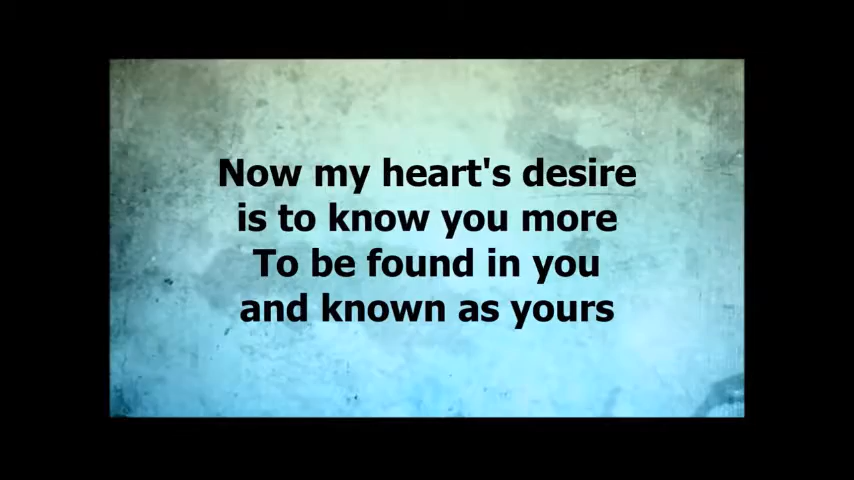 Now my heart's desire
is to know you more
To be found in you
and known as yours